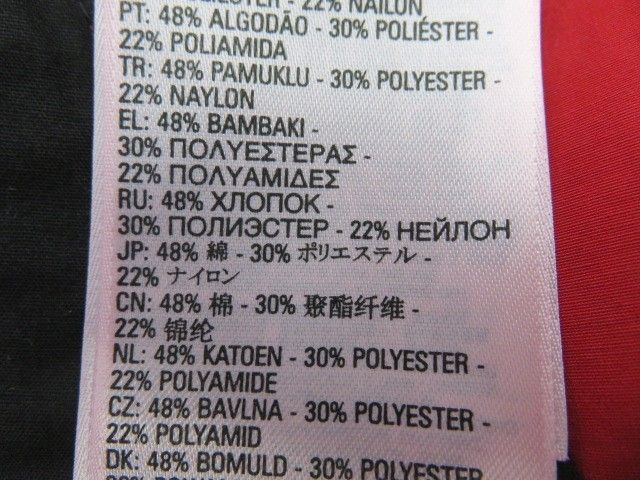 - 22% NAILON
PT: 48% ALGODÃO - 30% POLIÉSTER -
22% POLIAMIDA
TR: 48% PAMUKLU - 30% POLYESTER -
22% NAYLON
EL: 48% BAMBAKI -
30% ΠΟΛΥΕΣΤΕΡΑΣ -
22% ΠΟΛΥΑΜΙΔΕΣ
RU: 48% ХЛОПОК -
30% ПОЛИЭСТЕР - 22% НЕЙЛОН
JP: 48% 綿 - 30% ポリエステル -
22% ナイロン
CN: 48% 棉 - 30% 聚酯纤维 -
22% 锦纶
NL: 48% KATOEN - 30% POLYESTER -
22% POLYAMIDE
CZ: 48% BAVLNA - 30% POLYESTER -
22% POLYAMID
DK: 48% BOMULD - 30% POLYESTER